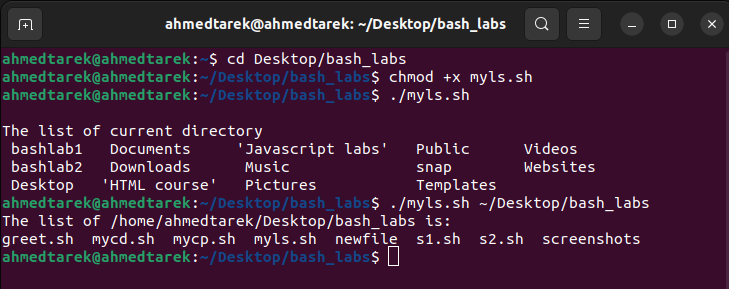 ahmedtarek@ahmedtarek: ~/Desktop/bash_labs
ahmedtarek@ahmedtarek:~$ cd Desktop/bash_labs
ahmedtarek@ahmedtarek:~/Desktop/bash_labs$ chmod +x myls.sh
ahmedtarek@ahmedtarek:~/Desktop/bash_labs$ ./myls.sh
The list of current directory
bashlab1 Documents 'Javascript labs' Public Videos
bashlab2 Downloads Music snap Websites
Desktop 'HTML course' Pictures Templates
ahmedtarek@ahmedtarek:~/Desktop/bash_labs$ ./myls.sh ~/Desktop/bash_labs
The list of /home/ahmedtarek/Desktop/bash_labs is:
greet.sh mycd.sh mycp.sh myls.sh newfile s1.sh s2.sh screenshots
ahmedtarek@ahmedtarek:~/Desktop/bash_labs$